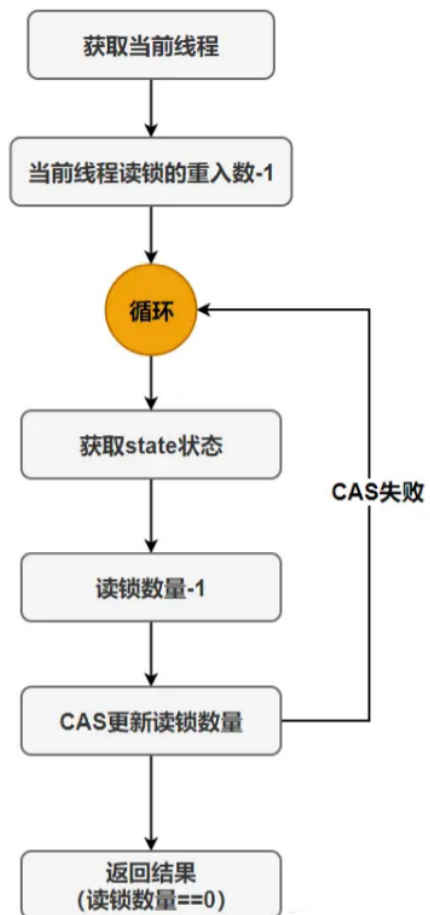 获取当前线程
当前线程读锁的重入数-1
循环
获取state状态
CAS失败
读锁数量-1
CAS更新读锁数量
返回结果
（读锁数量==0）